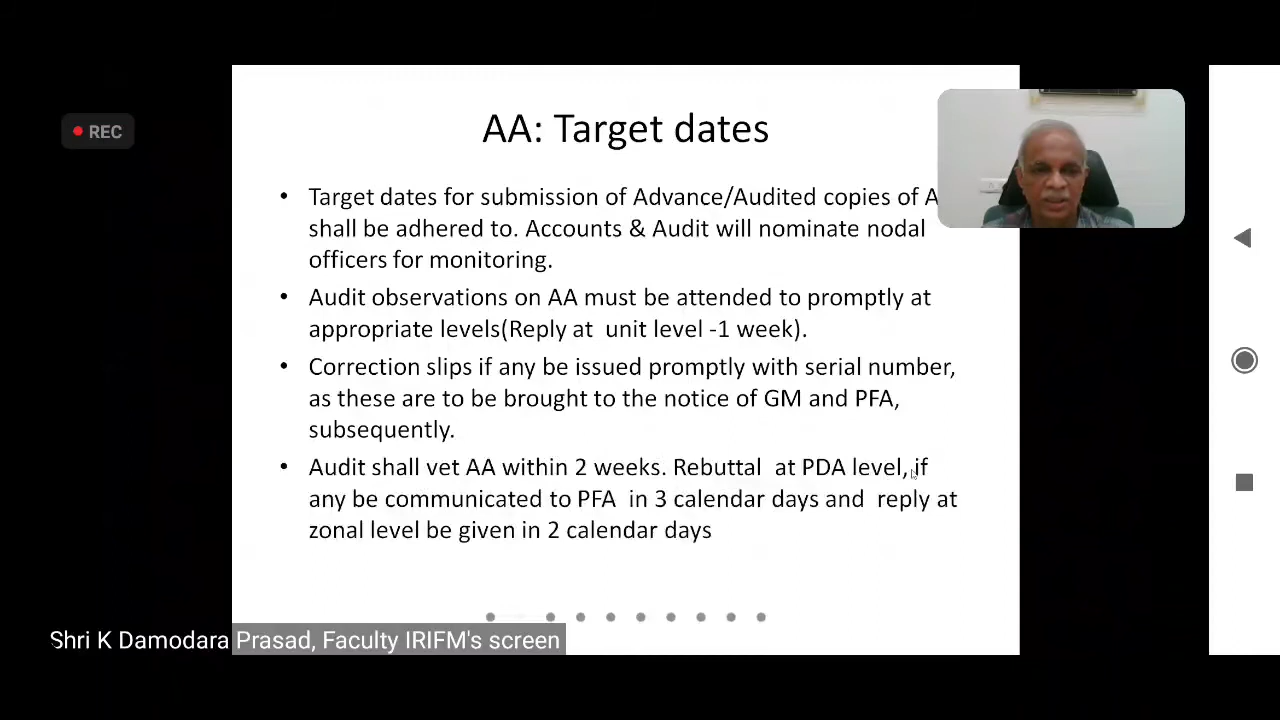 AA: Target dates
REC
• Target dates for submission of Advance/Audited copies of A
shall be adhered to. Accounts & Audit will nominate nodal
officers for monitoring.
• Audit observations on AA must be attended to promptly at
appropriate levels(Reply at unit level -1 week).
• Correction slips if any be issued promptly with serial number,
as these are to be brought to the notice of GM and PFA,
subsequently.
• Audit shall vet AA within 2 weeks. Rebuttal at PDA level, if
any be communicated to PFA in 3 calendar days and reply at
zonal level be given in 2 calendar days
Shri K Damodara Prasad, Faculty IRIFM's screen